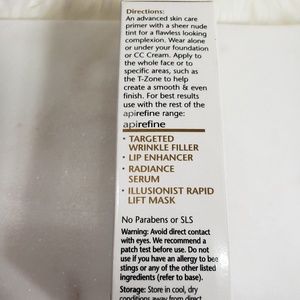 Directions:
An advanced skin care
primer with a sheer nude
tint for a flawless looking
complexion. Wear alone
or under your foundation
or CC Cream. Apply to
the whole face or to
specific areas, such as
the T-Zone to help
create a smooth & even
finish. For best results
use with the rest of the
apirefine range:
apirefine
• TARGETED
WRINKLE FILLER
• LIP ENHANCER
• RADIANCE
SERUM
• ILLUSIONIST RAPID
LIFT MASK
No Parabens or SLS
Warning: Avoid direct contact
with eyes. We recommend a
patch test before use. Do not
use if you have an allergy to bee
stings or any of the other listed
ingredients (refer to base).
Storage: Store in cool, dry
conditions away from direct